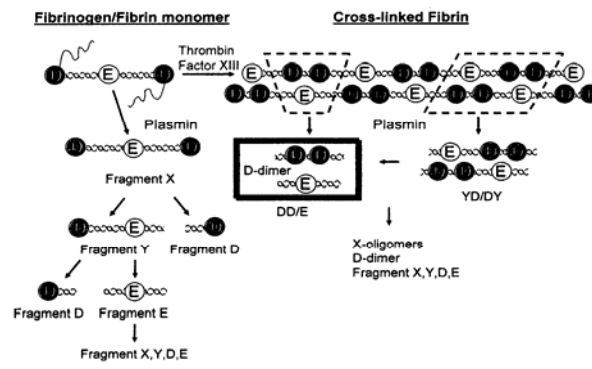 Fibrinogen/Fibrin monomer
Cross-linked Fibrin
Thrombin
Factor XIII
E
E
E
E
E
E
E
Plasmin
Plasmin
E
Fragment X
D-dimer
E
DD/E
E
E
YD/DY
E
Fragment Y
Fragment D
X-oligomers
D-dimer
Fragment X,Y,D,E
E
Fragment D
Fragment E
Fragment X,Y,D,E